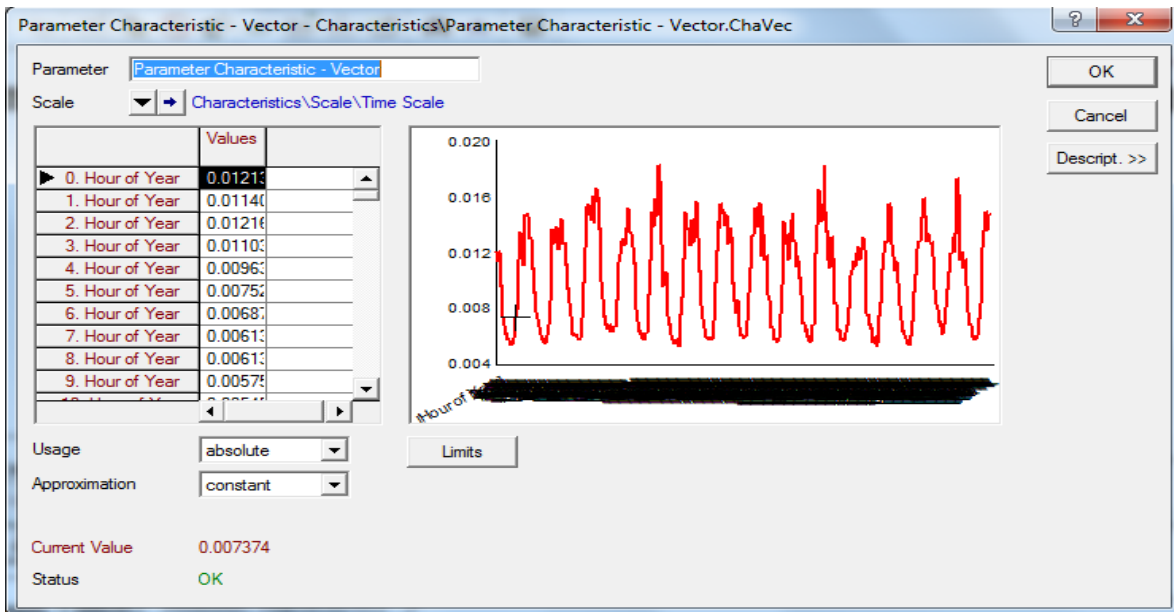 Parameter Characteristic - Vector - Characteristics\Parameter Characteristic - Vector.ChaVec
Parameter Parameter Characteristic - Vector
OK
Scale Characteristics\Scale\Time Scale
Cancel
Descript. >>
Values
0. Hour of Year 0.01213
1. Hour of Year 0.01140
2. Hour of Year 0.01216
3. Hour of Year 0.01103
4. Hour of Year 0.00963
5. Hour of Year 0.00752
6. Hour of Year 0.00687
7. Hour of Year 0.00613
8. Hour of Year 0.00613
9. Hour of Year 0.00575
0.020
0.016
0.012
0.008
0.004
Hour of
Usage absolute
Limits
Approximation constant
Current Value 0.007374
Status OK